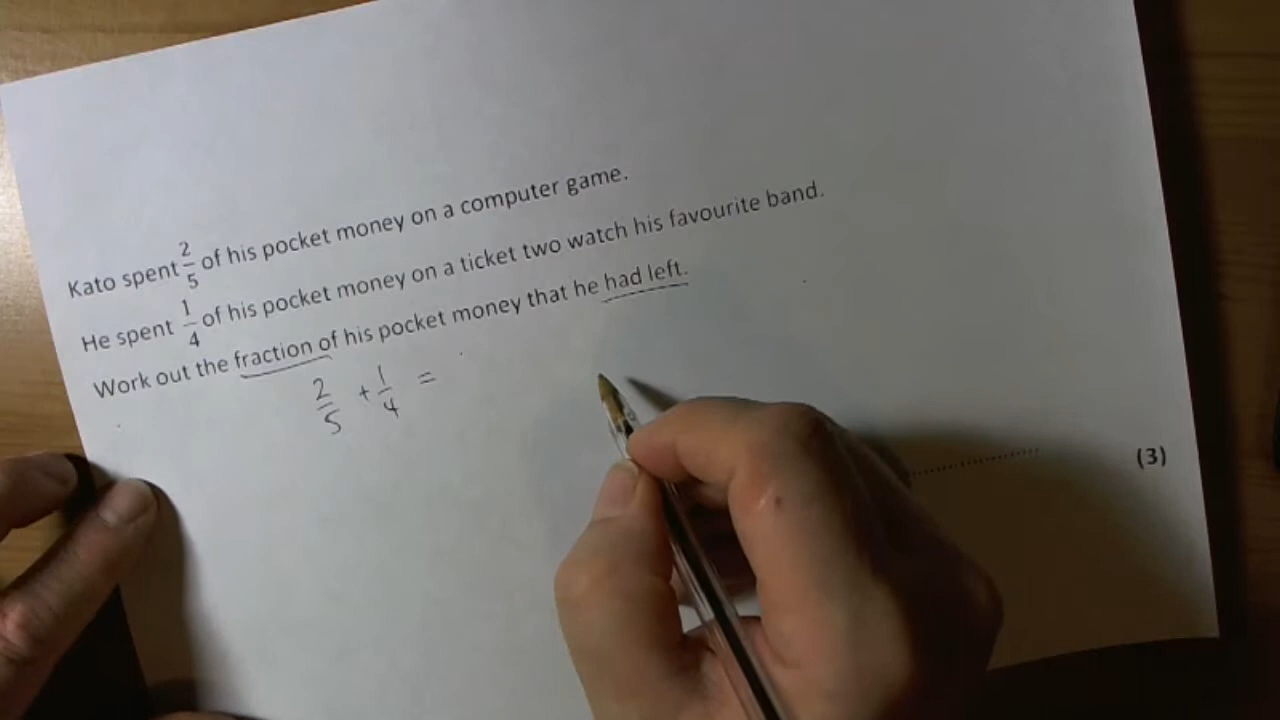 Kato spent 2/5 of his pocket money on a computer game.
He spent 1/4 of his pocket money on a ticket two watch his favourite band.
Work out the fraction of his pocket money that he had left.
2/5 + 1/4 =
.............................. (3)